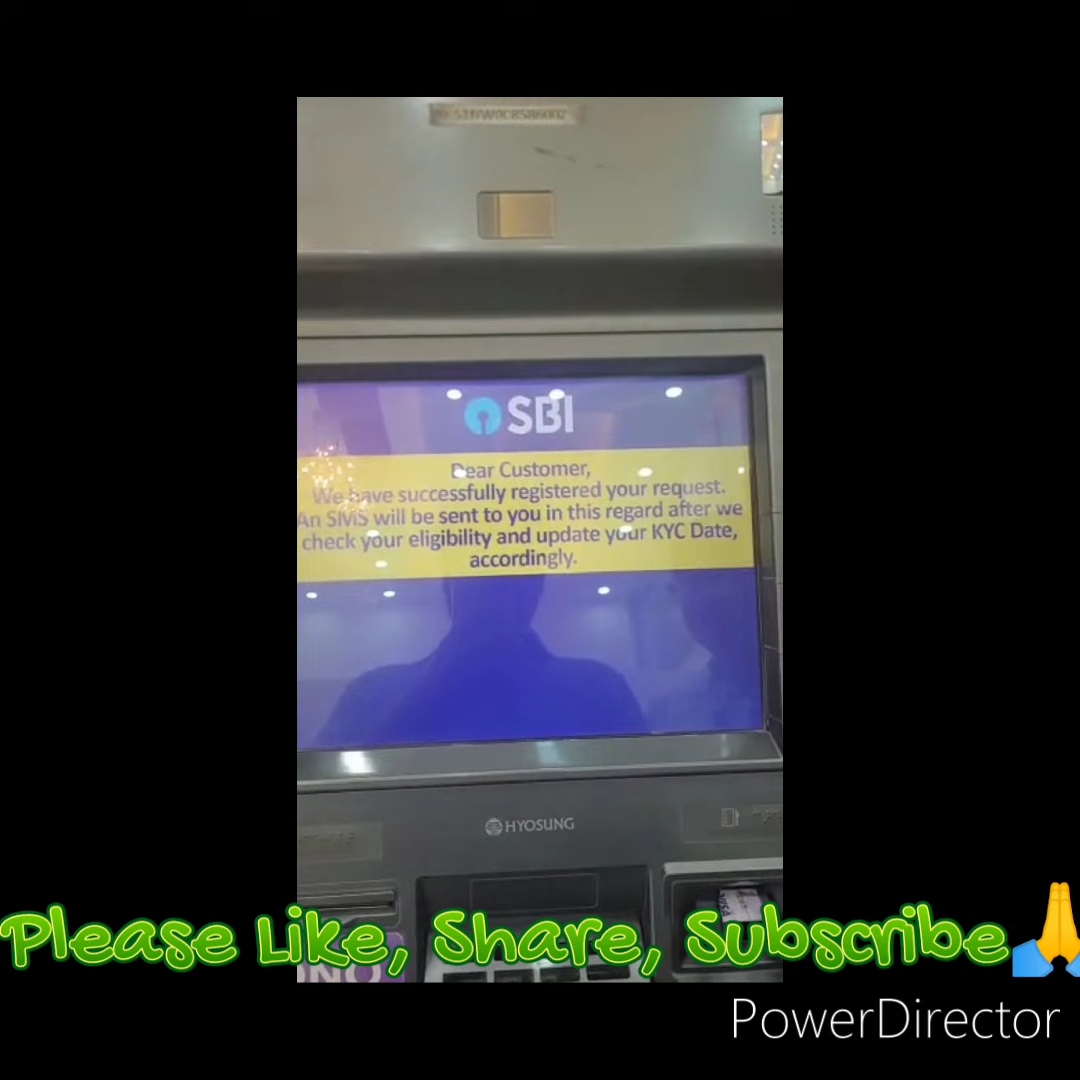 SBI
Dear Customer,
We have successfully registered your request.
An SMS will be sent to you in this regard after we
check your eligibility and update your KYC Date,
accordingly.
HYOSUNG
Please Like, Share, Subscribe🙏
PowerDirector